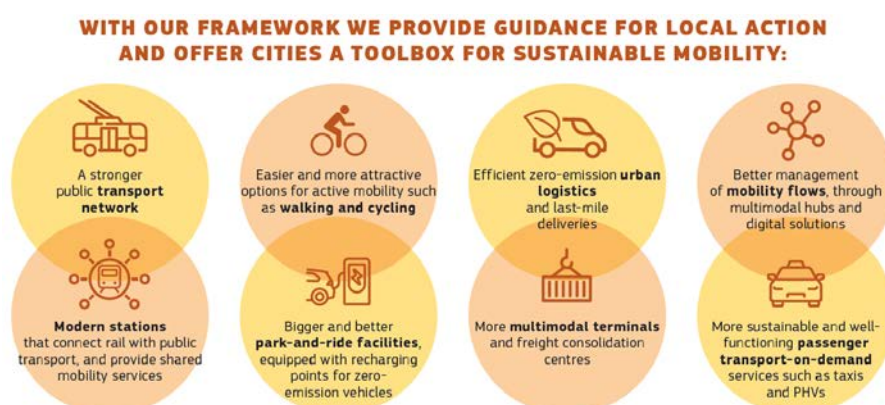 WITH OUR FRAMEWORK WE PROVIDE GUIDANCE FOR LOCAL ACTION
AND OFFER CITIES A TOOLBOX FOR SUSTAINABLE MOBILITY:
A stronger
public transport
network
Easier and more attractive
options for active mobility such
as walking and cycling
Efficient zero-emission urban
logistics
and last-mile
deliveries
Better management
of mobility flows, through
multimodal hubs and
digital solutions
Modern stations
that connect rail with public
transport, and provide shared
mobility services
Bigger and better
park-and-ride facilities,
equipped with recharging
points for zero-
emission vehicles
More multimodal terminals
and freight consolidation
centres
More sustainable and well-
functioning passenger
transport-on-demand
services such as taxis
and PHVs